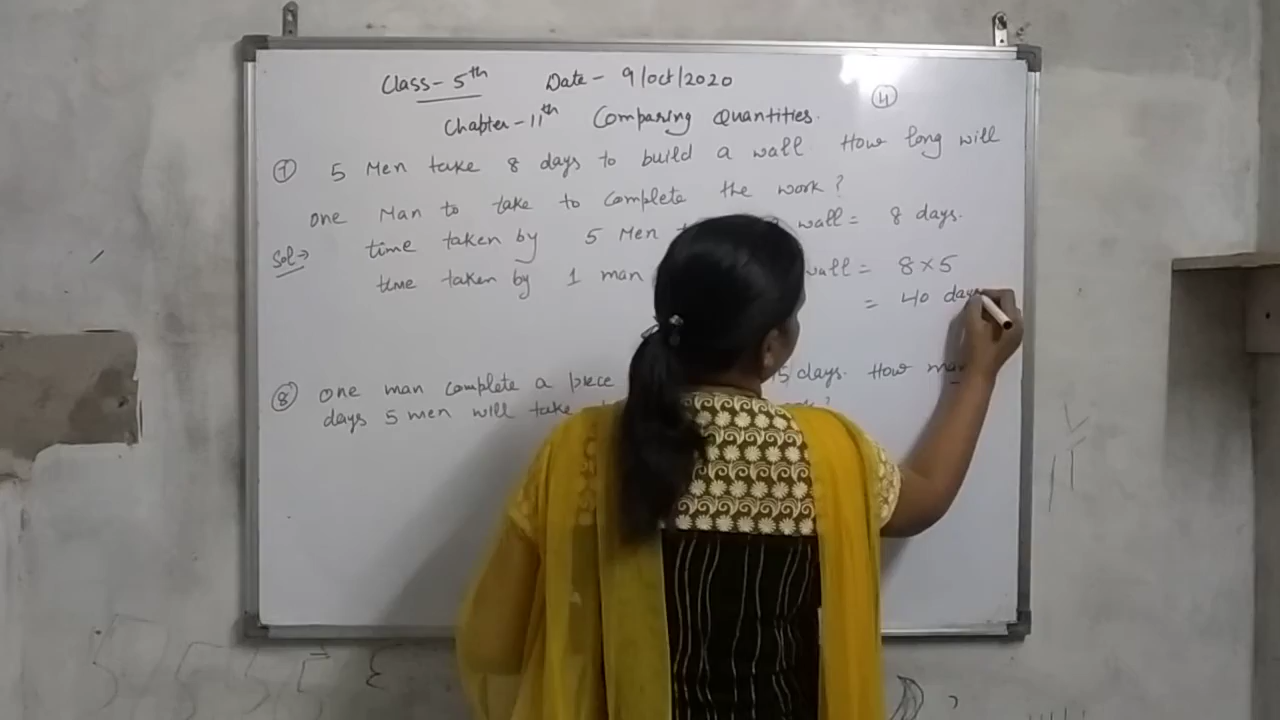 Class- 5th Date- 9/oct/2020
4
Chapter-11th Comparing Quantities.
7 5 Men take 8 days to build a wall How long will
one Man to take to complete the work?
Sol→ time taken by 5 Men wall= 8 days.
time taken by 1 man wall= 8×5
= 40 days
8 one man complete a piece 15 days. How many
days 5 men will take ?